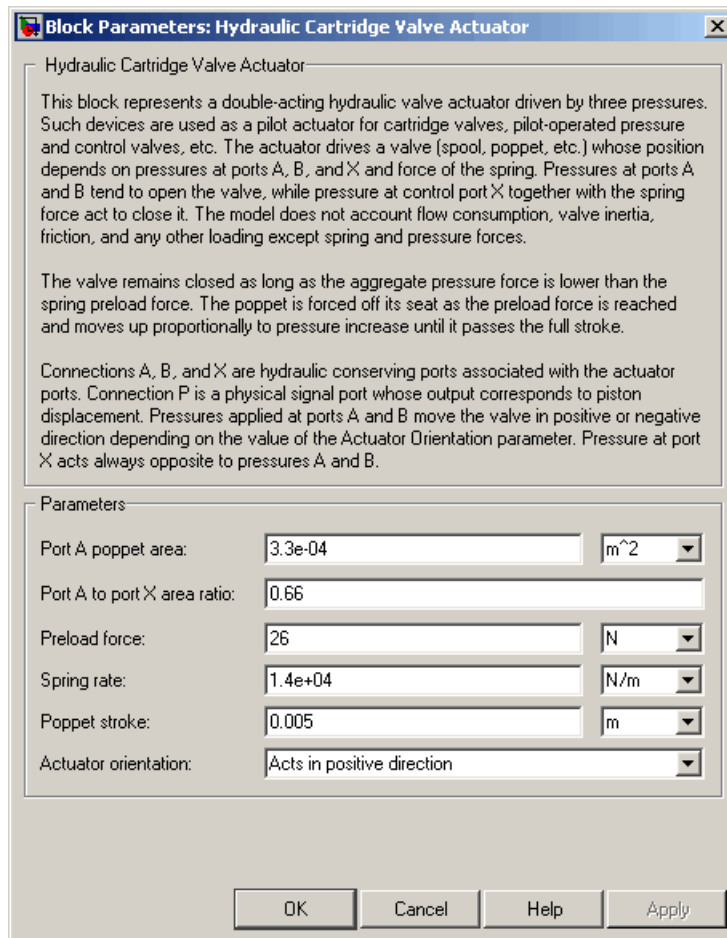 Block Parameters: Hydraulic Cartridge Valve Actuator
Hydraulic Cartridge Valve Actuator
This block represents a double-acting hydraulic valve actuator driven by three pressures.
Such devices are used as a pilot actuator for cartridge valves, pilot-operated pressure
and control valves, etc. The actuator drives a valve (spool, poppet, etc.) whose position
depends on pressures at ports A, B, and X and force of the spring. Pressures at ports A
and B tend to open the valve, while pressure at control port X together with the spring
force act to close it. The model does not account flow consumption, valve inertia,
friction, and any other loading except spring and pressure forces.
The valve remains closed as long as the aggregate pressure force is lower than the
spring preload force. The poppet is forced off its seat as the preload force is reached
and moves up proportionally to pressure increase until it passes the full stroke.
Connections A, B, and X are hydraulic conserving ports associated with the actuator
ports. Connection P is a physical signal port whose output corresponds to piston
displacement. Pressures applied at ports A and B move the valve in positive or negative
direction depending on the value of the Actuator Orientation parameter. Pressure at port
X acts always opposite to pressures A and B.
Parameters
Port A poppet area: 3.3e-04 m^2
Port A to port X area ratio: 0.66
Preload force: 26 N
Spring rate: 1.4e+04 N/m
Poppet stroke: 0.005 m
Actuator orientation: Acts in positive direction
OK Cancel Help Apply